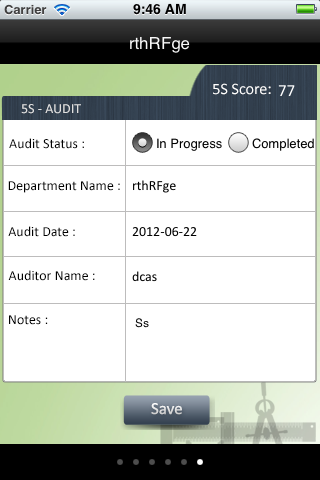 Carrier 9:46 AM
rthRFge
5S Score: 77
5S - AUDIT
Audit Status : In Progress Completed
Department Name : rthRFge
Audit Date : 2012-06-22
Auditor Name : dcas
Notes : Ss
Save